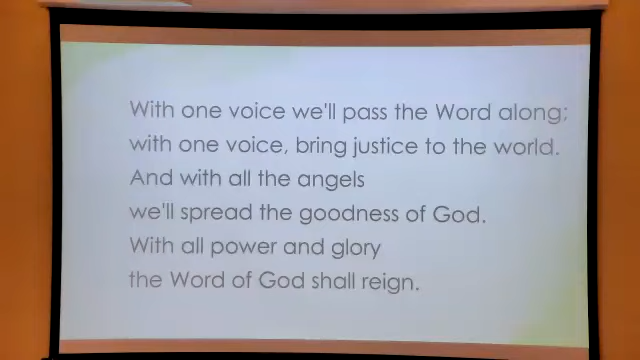 With one voice we'll pass the Word along;
with one voice, bring justice to the world.
And with all the angels
we'll spread the goodness of God.
With all power and glory
the Word of God shall reign.